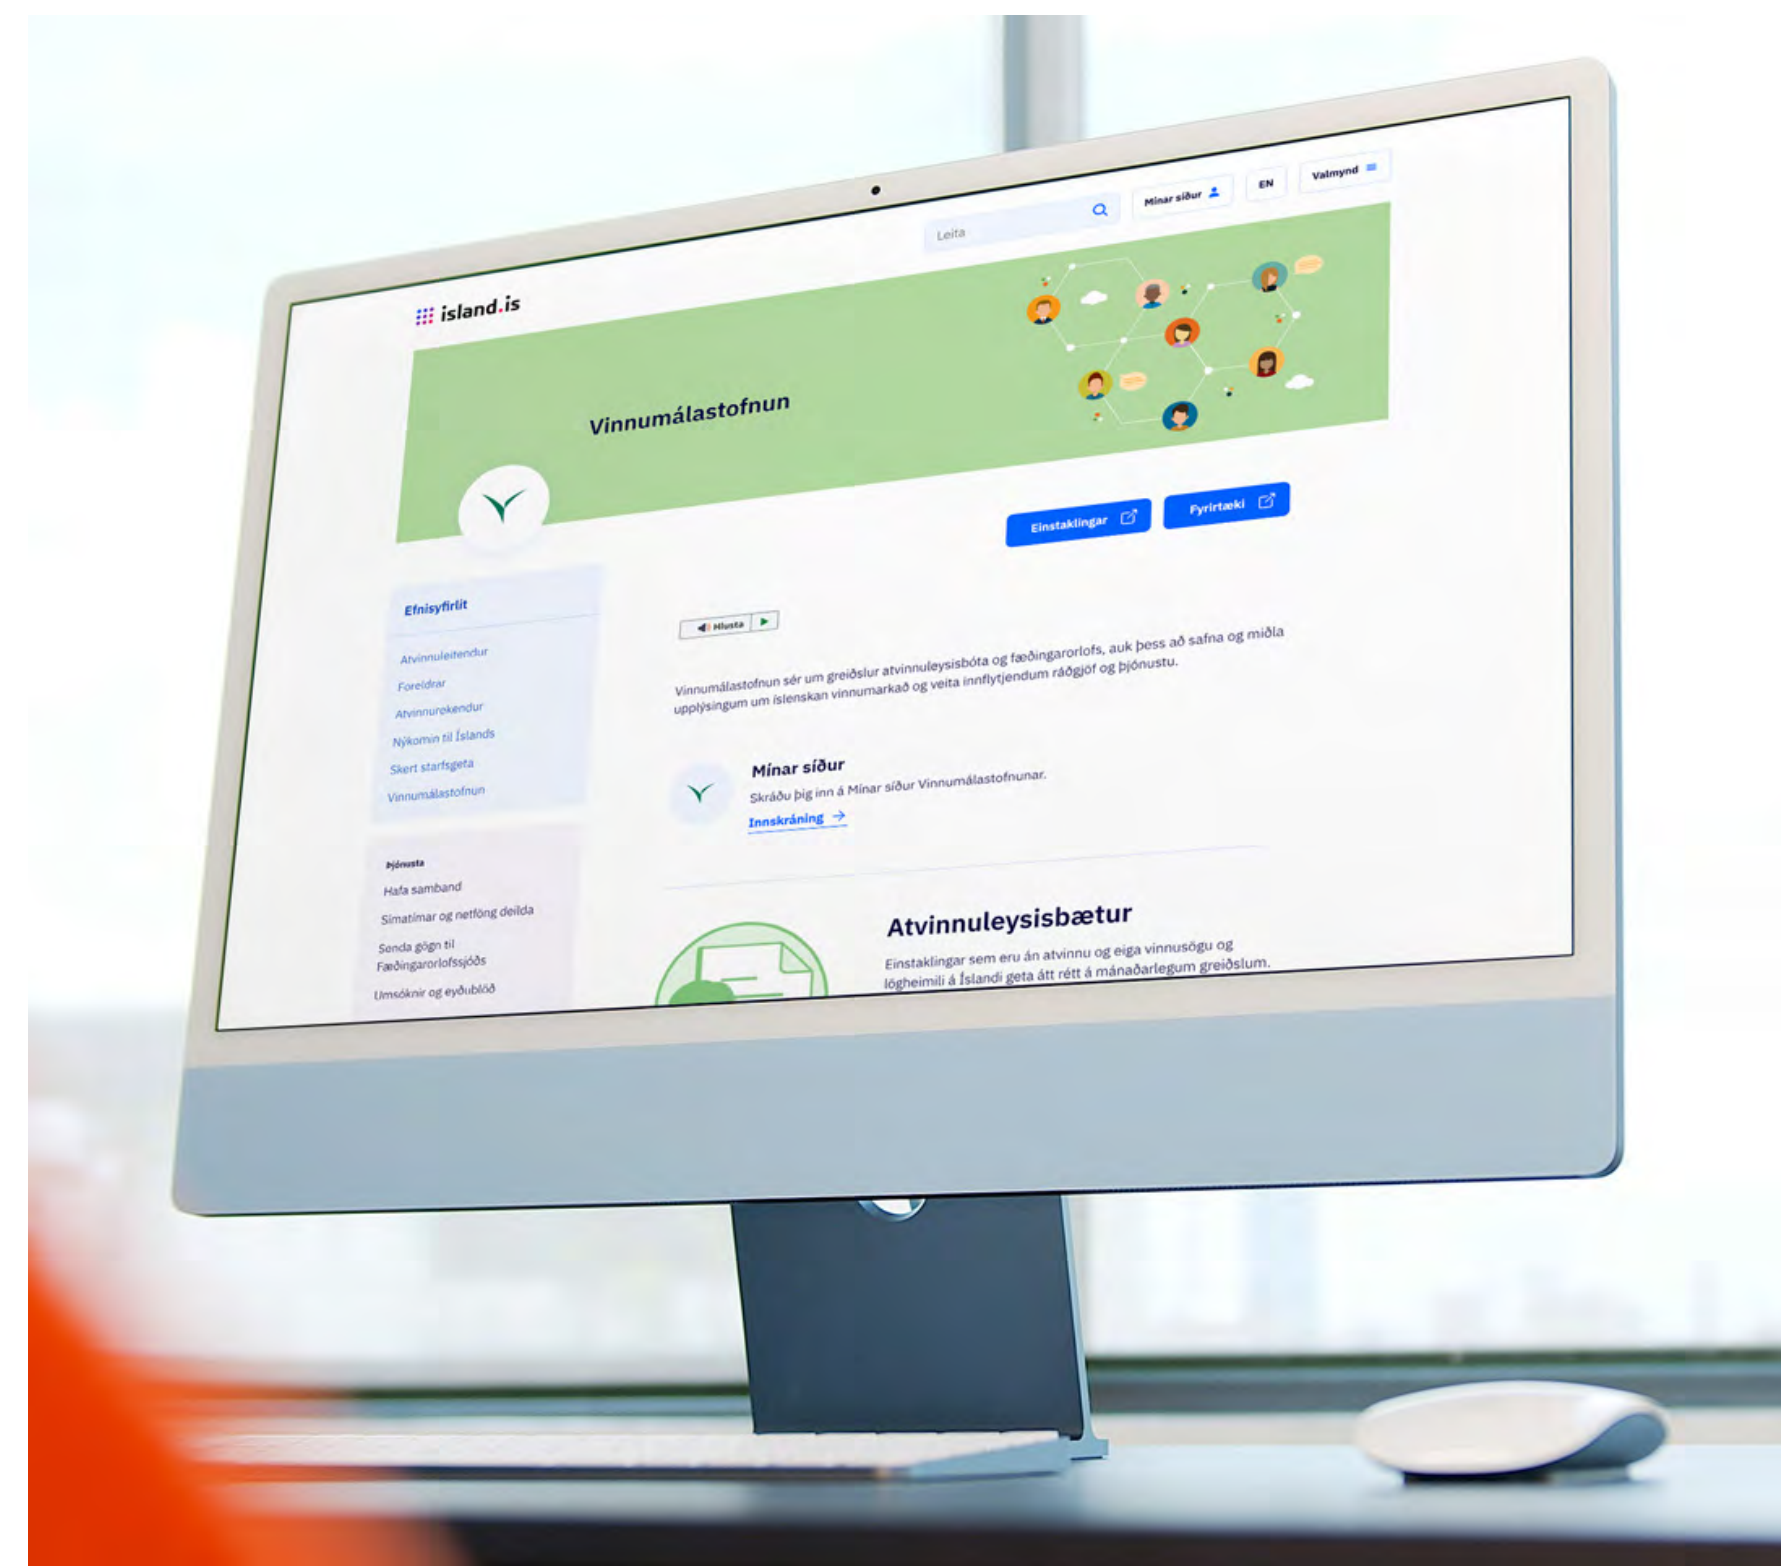 Leita
Mínar síður
EN
Valmynd
island.is
Vinnumálastofnun
Einstaklingar
Fyrirtæki
Efnisyfirlit
Atvinnuleitendur
Foreldrar
Atvinnurekendur
Nýkomin til Íslands
Skert starfsgeta
Vinnumálastofnun
Þjónusta
Hafa samband
Símatímar og netföng deilda
Senda gögn til
Fæðingarorlofssjóðs
Umsóknir og eyðublöð
Hlusta
Vinnumálastofnun sér um greiðslur atvinnuleysisbóta og fæðingarorlofs, auk þess að safna og miðla
upplýsingum um íslenskan vinnumarkað og veita innflytjendum ráðgjöf og þjónustu.
Mínar síður
Skráðu þig inn á Mínar síður Vinnumálastofnunar.
Innskráning
Atvinnuleysisbætur
Einstaklingar sem eru án atvinnu og eiga vinnusögu og
lögheimili á Íslandi geta átt rétt á mánaðarlegum greiðslum.